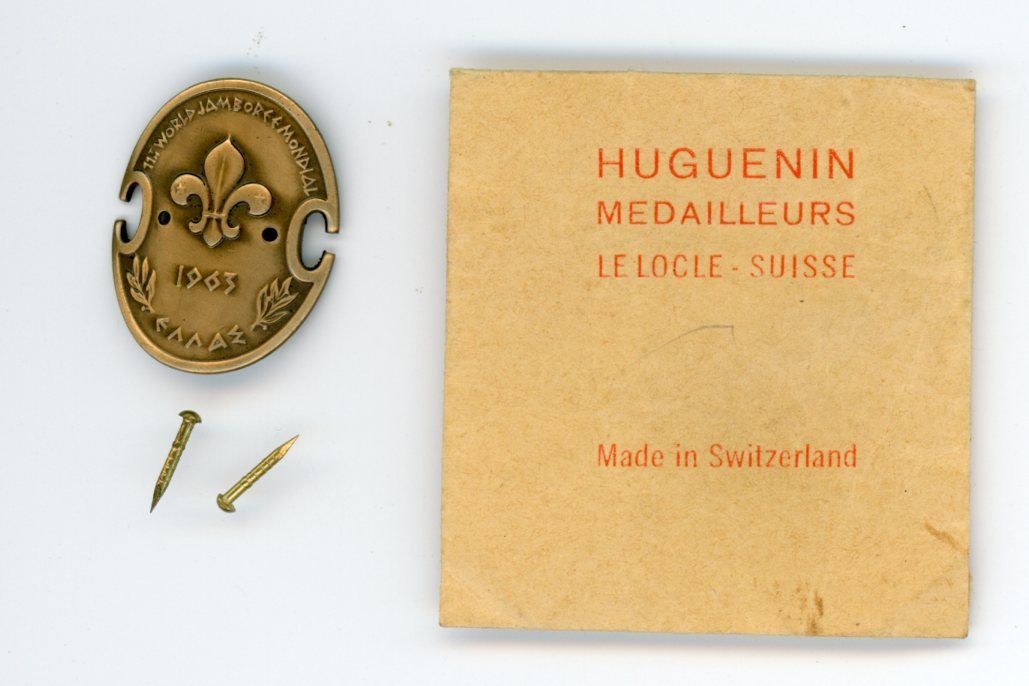 11TH WORLD JAMBOREE MONDIAL
1963
ΕΛΛΑΣ
HUGUENIN
MEDAILLEURS
LE LOCLE - SUISSE
Made in Switzerland